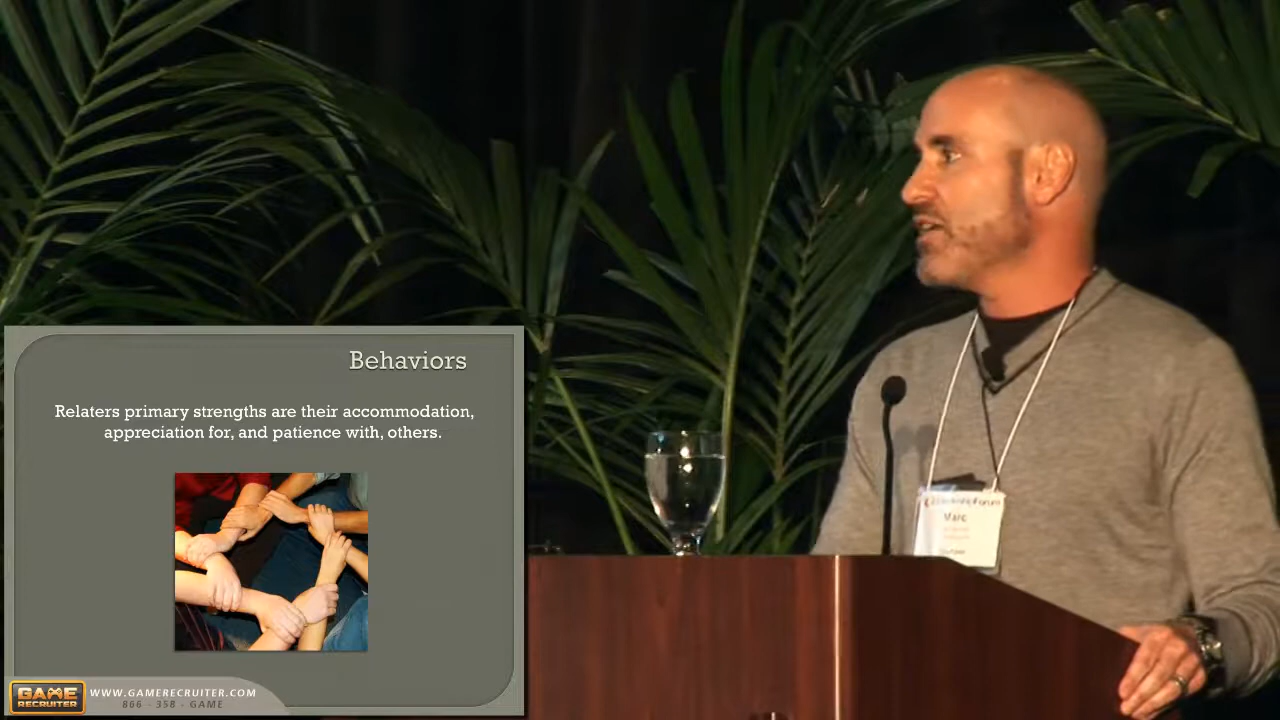 Behaviors
Relaters primary strengths are their accommodation,
appreciation for, and patience with, others.
GAME
RECRUITER
WWW.GAMERECRUITER.COM
866 - 358 - GAME
Marc